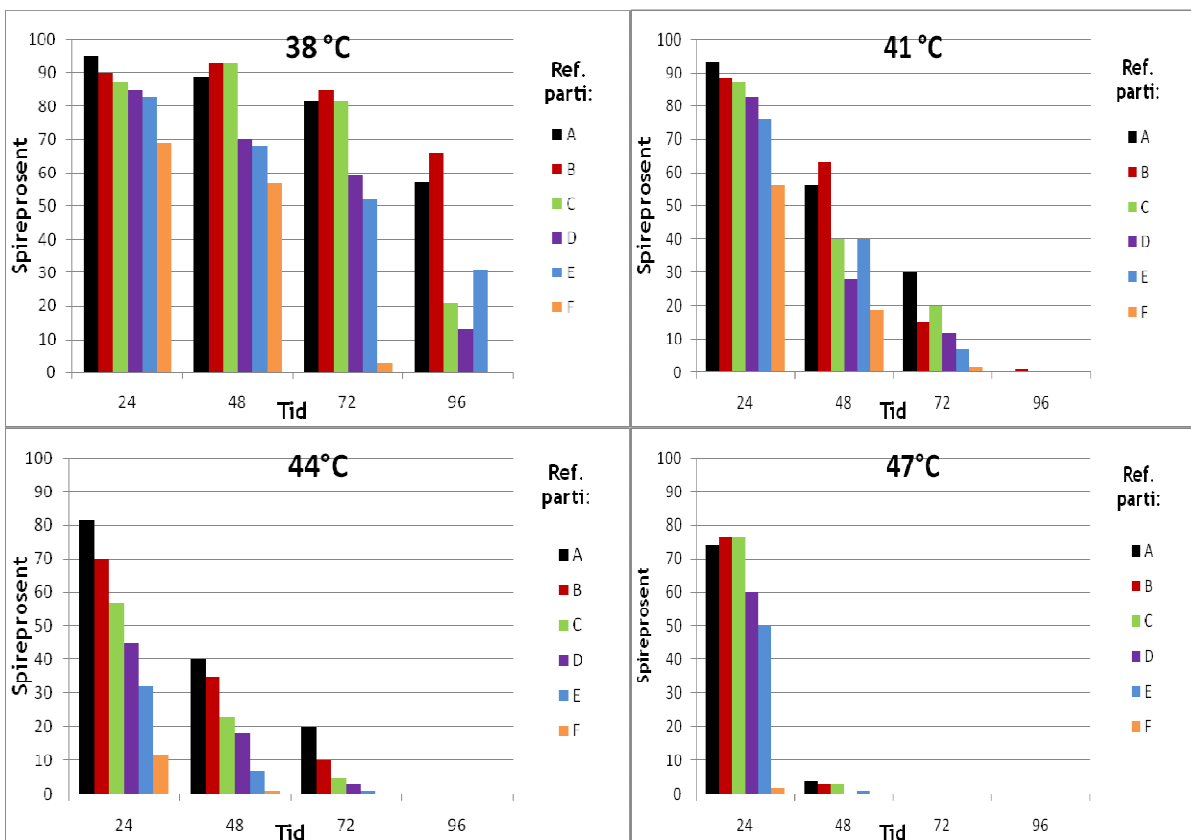 38 °C
Spireprosent
100
90
80
70
60
50
40
30
20
10
0
24 48 72 96
Tid
Ref.
parti:
A
B
C
D
E
F
41 °C
Spireprosent
100
90
80
70
60
50
40
30
20
10
0
24 48 72 96
Tid
Ref.
parti:
A
B
C
D
E
F
44°C
Spireprosent
100
90
80
70
60
50
40
30
20
10
0
24 48 72 96
Tid
Ref.
parti:
A
B
C
D
E
F
47°C
Spireprosent
100
90
80
70
60
50
40
30
20
10
0
24 48 72 96
Tid
Ref.
parti:
A
B
C
D
E
F